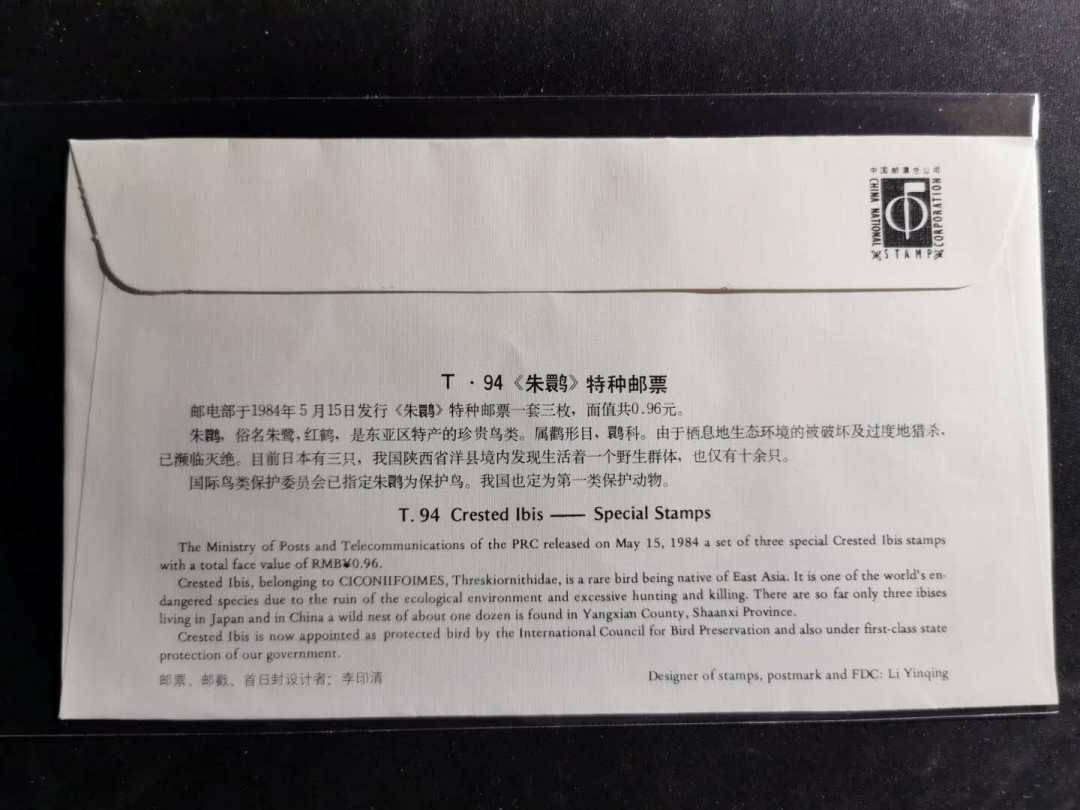 中国邮票总公司
CHINA NATIONAL
STAMP
CORPORATION
T·94《朱鹮》特种邮票
邮电部于1984年5月15日发行《朱鹮》特种邮票一套三枚，面值共0.96元。
朱鹮，俗名朱鹭，红鹤，是东亚区特产的珍贵鸟类。属鹳形目，鹮科。由于栖息地生态环境的被破坏及过度地猎杀，
已濒临灭绝。目前日本有三只，我国陕西省洋县境内发现生活着一个野生群体，也仅有十余只。
国际鸟类保护委员会已指定朱鹮为保护鸟。我国也定为第一类保护动物。
T. 94 Crested Ibis —— Special Stamps
The Ministry of Posts and Telecommunications of the PRC released on May 15, 1984 a set of three special Crested Ibis stamps
with a total face value of RMB¥0.96.
Crested Ibis, belonging to CICONIIFOIMES, Threskiornithidae, is a rare bird being native of East Asia. It is one of the world's en-
dangered species due to the ruin of the ecological environment and excessive hunting and killing. There are so far only three ibises
living in Japan and in China a wild nest of about one dozen is found in Yangxian County, Shaanxi Province.
Crested Ibis is now appointed as protected bird by the International Council for Bird Preservation and also under first-class state
protection of our government.
邮票、邮戳、首日封设计者：李印清 Designer of stamps, postmark and FDC: Li Yinqing